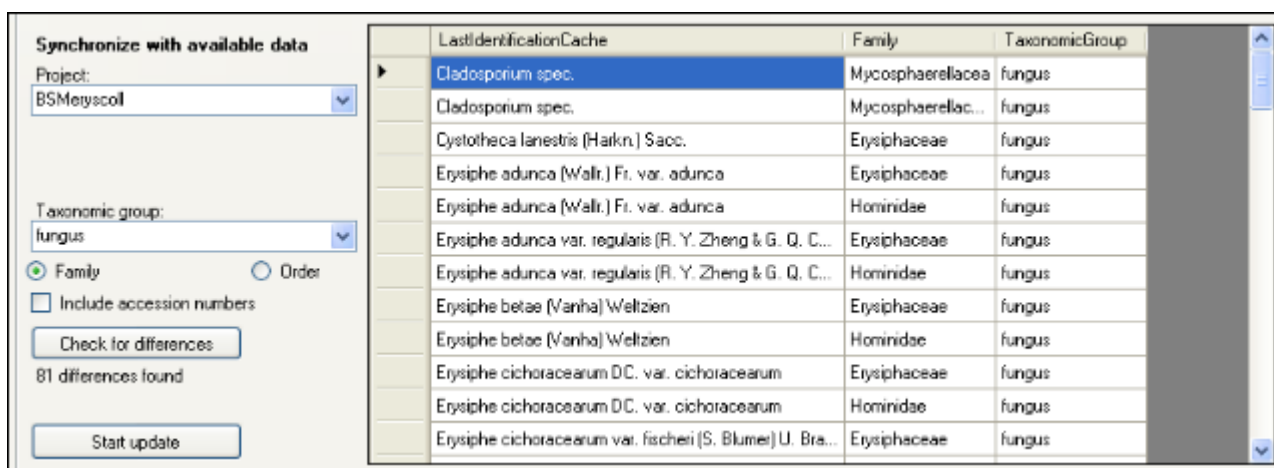 Synchronize with available data
Project:
BSMeryscoll
Taxonomic group:
fungus
Family Order
Include accession numbers
Check for differences
81 differences found
Start update
LastIdentificationCache Family TaxonomicGroup
Cladosporium spec. Mycosphaerellacea fungus
Cladosporium spec. Mycosphaerellac... fungus
Cystotheca lanestris (Harkn.) Sacc. Erysiphaceae fungus
Erysiphe adunca (Wallr.) Fr. var. adunca Erysiphaceae fungus
Erysiphe adunca (Wallr.) Fr. var. adunca Hominidae fungus
Erysiphe adunca var. regularis (R. Y. Zheng & G. Q. C... Erysiphaceae fungus
Erysiphe adunca var. regularis (R. Y. Zheng & G. Q. C... Hominidae fungus
Erysiphe betae (Vanha) Weltzien Erysiphaceae fungus
Erysiphe betae (Vanha) Weltzien Hominidae fungus
Erysiphe cichoracearum DC. var. cichoracearum Erysiphaceae fungus
Erysiphe cichoracearum DC. var. cichoracearum Hominidae fungus
Erysiphe cichoracearum var. fischeri (S. Blumer) U. Bra... Erysiphaceae fungus